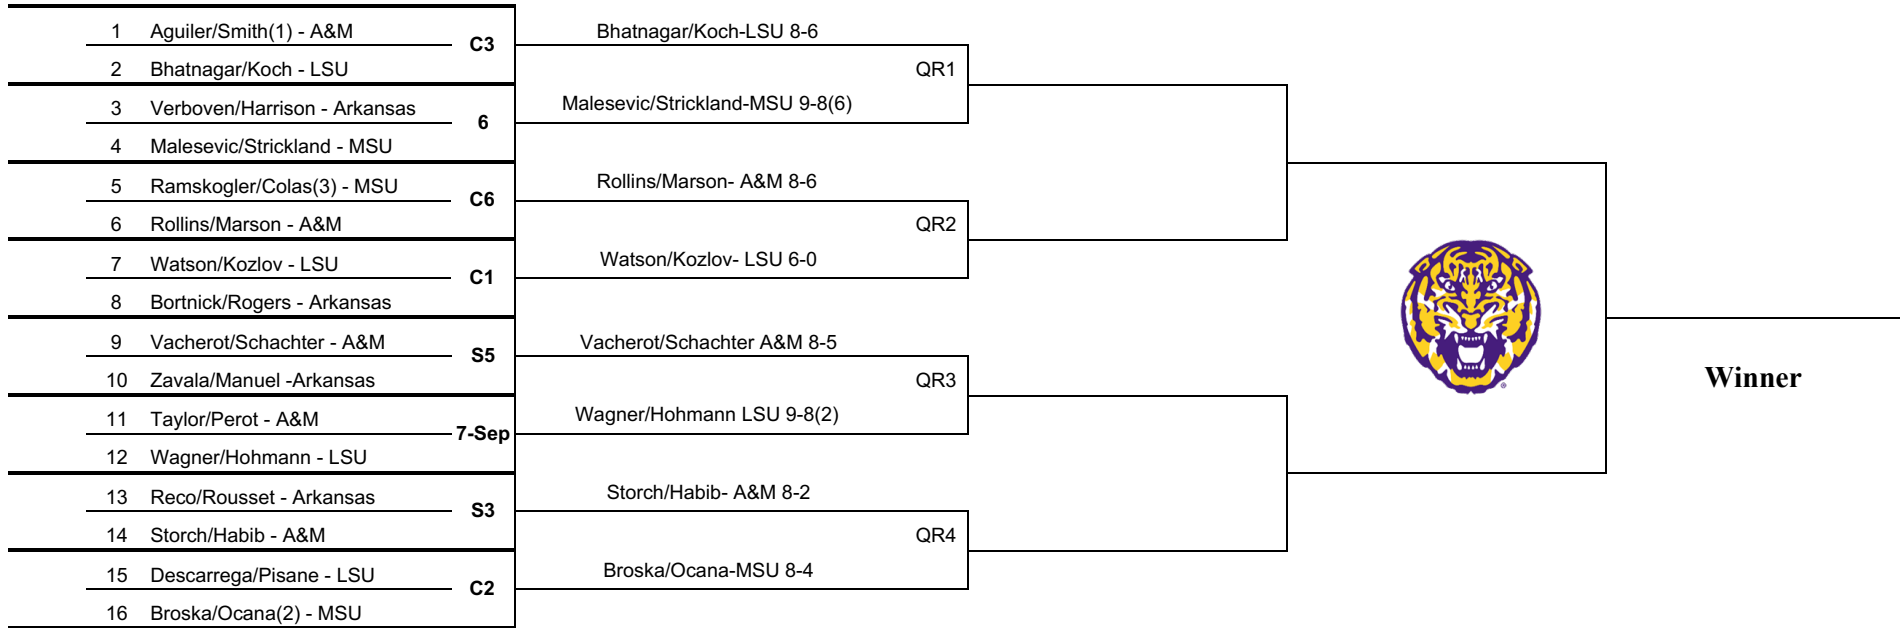 1 Aguiler/Smith(1) - A&M
C3
2 Bhatnagar/Koch - LSU
Bhatnagar/Koch-LSU 8-6
QR1
3 Verboven/Harrison - Arkansas
6
4 Malesevic/Strickland - MSU
Malesevic/Strickland-MSU 9-8(6)
5 Ramskogler/Colas(3) - MSU
C6
6 Rollins/Marson - A&M
Rollins/Marson- A&M 8-6
QR2
7 Watson/Kozlov - LSU
C1
8 Bortnick/Rogers - Arkansas
Watson/Kozlov- LSU 6-0
9 Vacherot/Schachter - A&M
S5
10 Zavala/Manuel -Arkansas
Vacherot/Schachter A&M 8-5
QR3
11 Taylor/Perot - A&M
7-Sep
12 Wagner/Hohmann - LSU
Wagner/Hohmann LSU 9-8(2)
13 Reco/Rousset - Arkansas
S3
14 Storch/Habib - A&M
Storch/Habib- A&M 8-2
QR4
15 Descarrega/Pisane - LSU
C2
16 Broska/Ocana(2) - MSU
Broska/Ocana-MSU 8-4
®
Winner